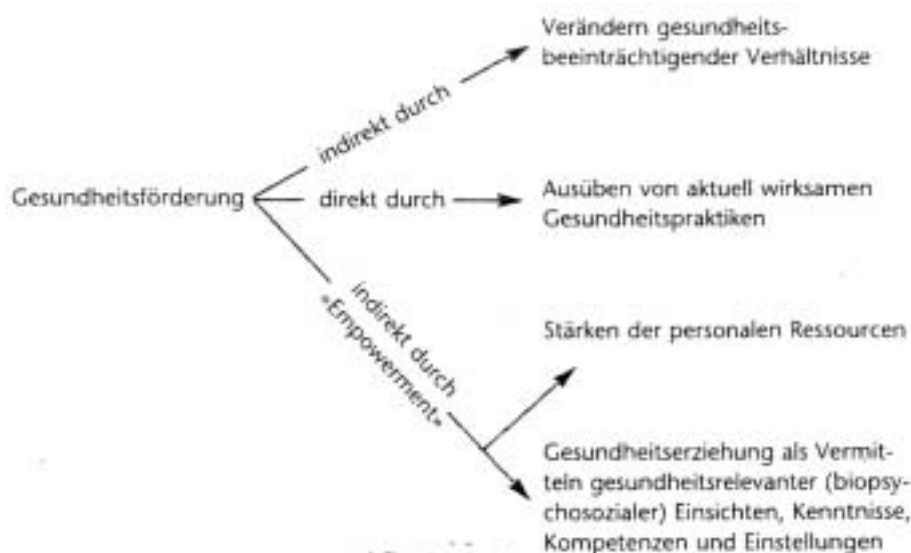 Verändern gesundheits-
beeinträchtigender Verhältnisse
indirekt durch
Gesundheitsförderung
direkt durch
Ausüben von aktuell wirksamen
Gesundheitspraktiken
indirekt durch
«Empowerment»
Stärken der personalen Ressourcen
Gesundheitserziehung als Vermit-
teln gesundheitsrelevanter (biopsy-
chosozialer) Einsichten, Kenntnisse,
Kompetenzen und Einstellungen